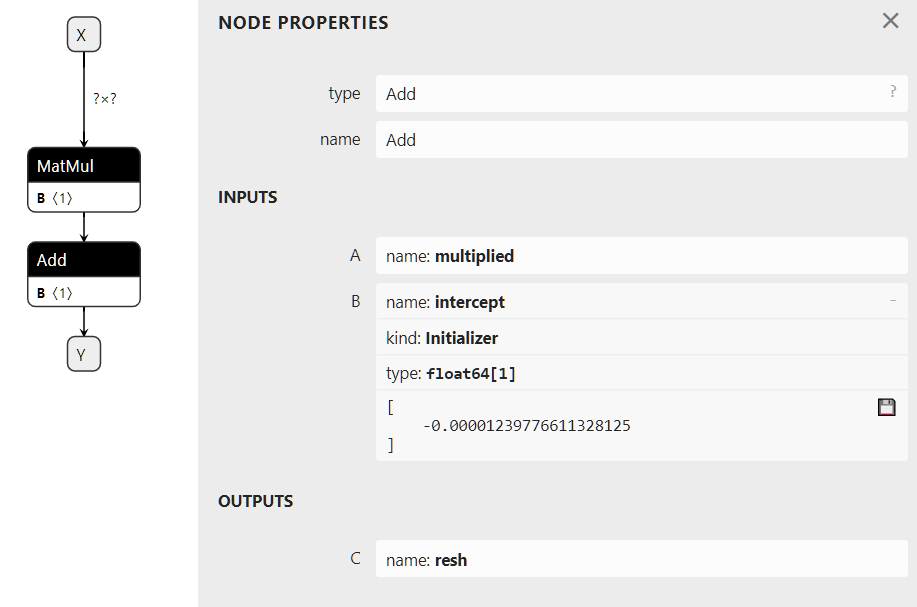 X
?×?
MatMul
B ⟨1⟩
Add
B ⟨1⟩
Y
NODE PROPERTIES
type Add ?
name Add
INPUTS
A name: multiplied
B name: intercept -
kind: Initializer
type: float64[1]
[
-0.00001239776611328125
]
OUTPUTS
C name: resh